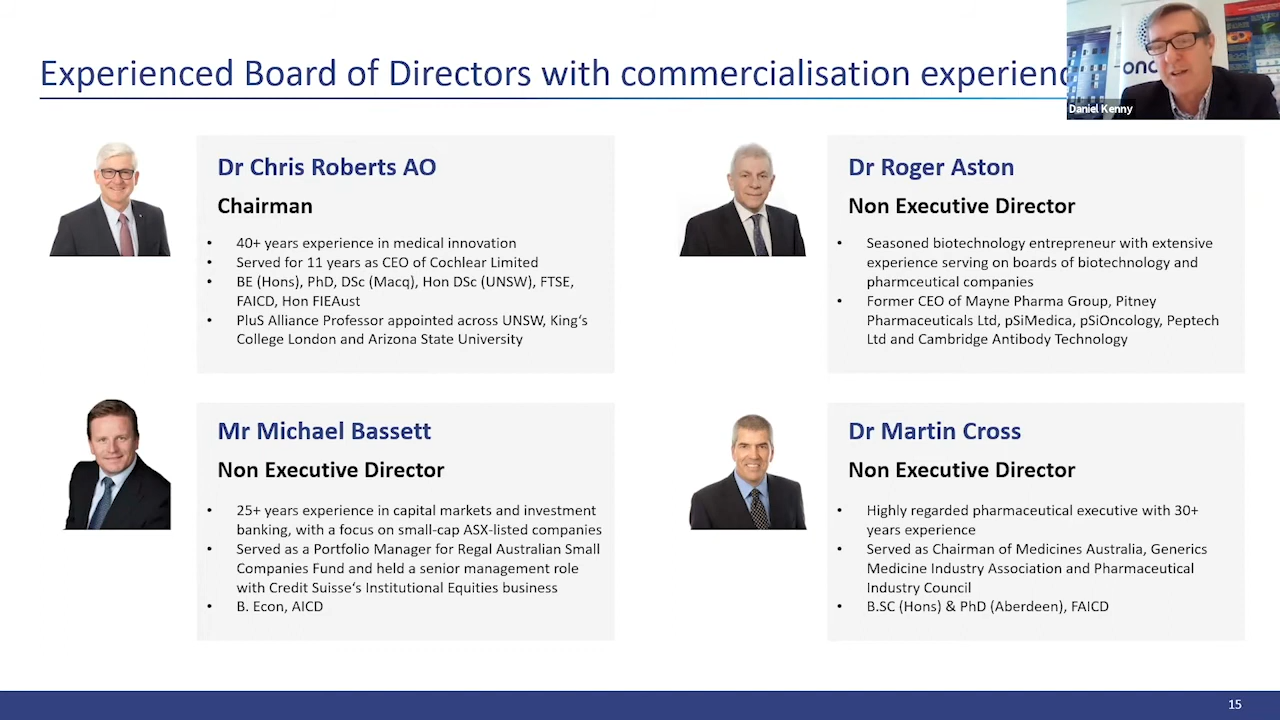 Experienced Board of Directors with commercialisation experienc
onc
Daniel Kenny
Dr Chris Roberts AO
Chairman
• 40+ years experience in medical innovation
• Served for 11 years as CEO of Cochlear Limited
• BE (Hons), PhD, DSc (Macq), Hon DSc (UNSW), FTSE,
FAICD, Hon FIEAust
• PluS Alliance Professor appointed across UNSW, King‘s
College London and Arizona State University
Dr Roger Aston
Non Executive Director
• Seasoned biotechnology entrepreneur with extensive
experience serving on boards of biotechnology and
pharmceutical companies
• Former CEO of Mayne Pharma Group, Pitney
Pharmaceuticals Ltd, pSiMedica, pSiOncology, Peptech
Ltd and Cambridge Antibody Technology
Mr Michael Bassett
Non Executive Director
• 25+ years experience in capital markets and investment
banking, with a focus on small-cap ASX-listed companies
• Served as a Portfolio Manager for Regal Australian Small
Companies Fund and held a senior management role
with Credit Suisse‘s Institutional Equities business
• B. Econ, AICD
Dr Martin Cross
Non Executive Director
• Highly regarded pharmaceutical executive with 30+
years experience
• Served as Chairman of Medicines Australia, Generics
Medicine Industry Association and Pharmaceutical
Industry Council
• B.SC (Hons) & PhD (Aberdeen), FAICD
15